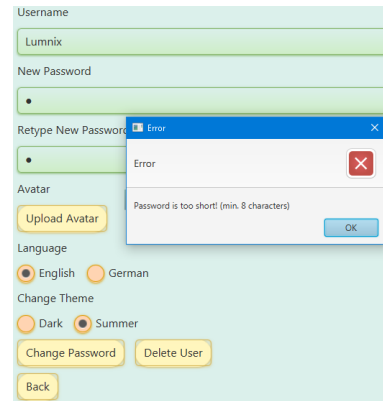 Username
Lumnix
New Password
Retype New Password
Error
Error
Password is too short! (min. 8 characters)
OK
Avatar
Upload Avatar
Language
English German
Change Theme
Dark Summer
Change Password Delete User
Back